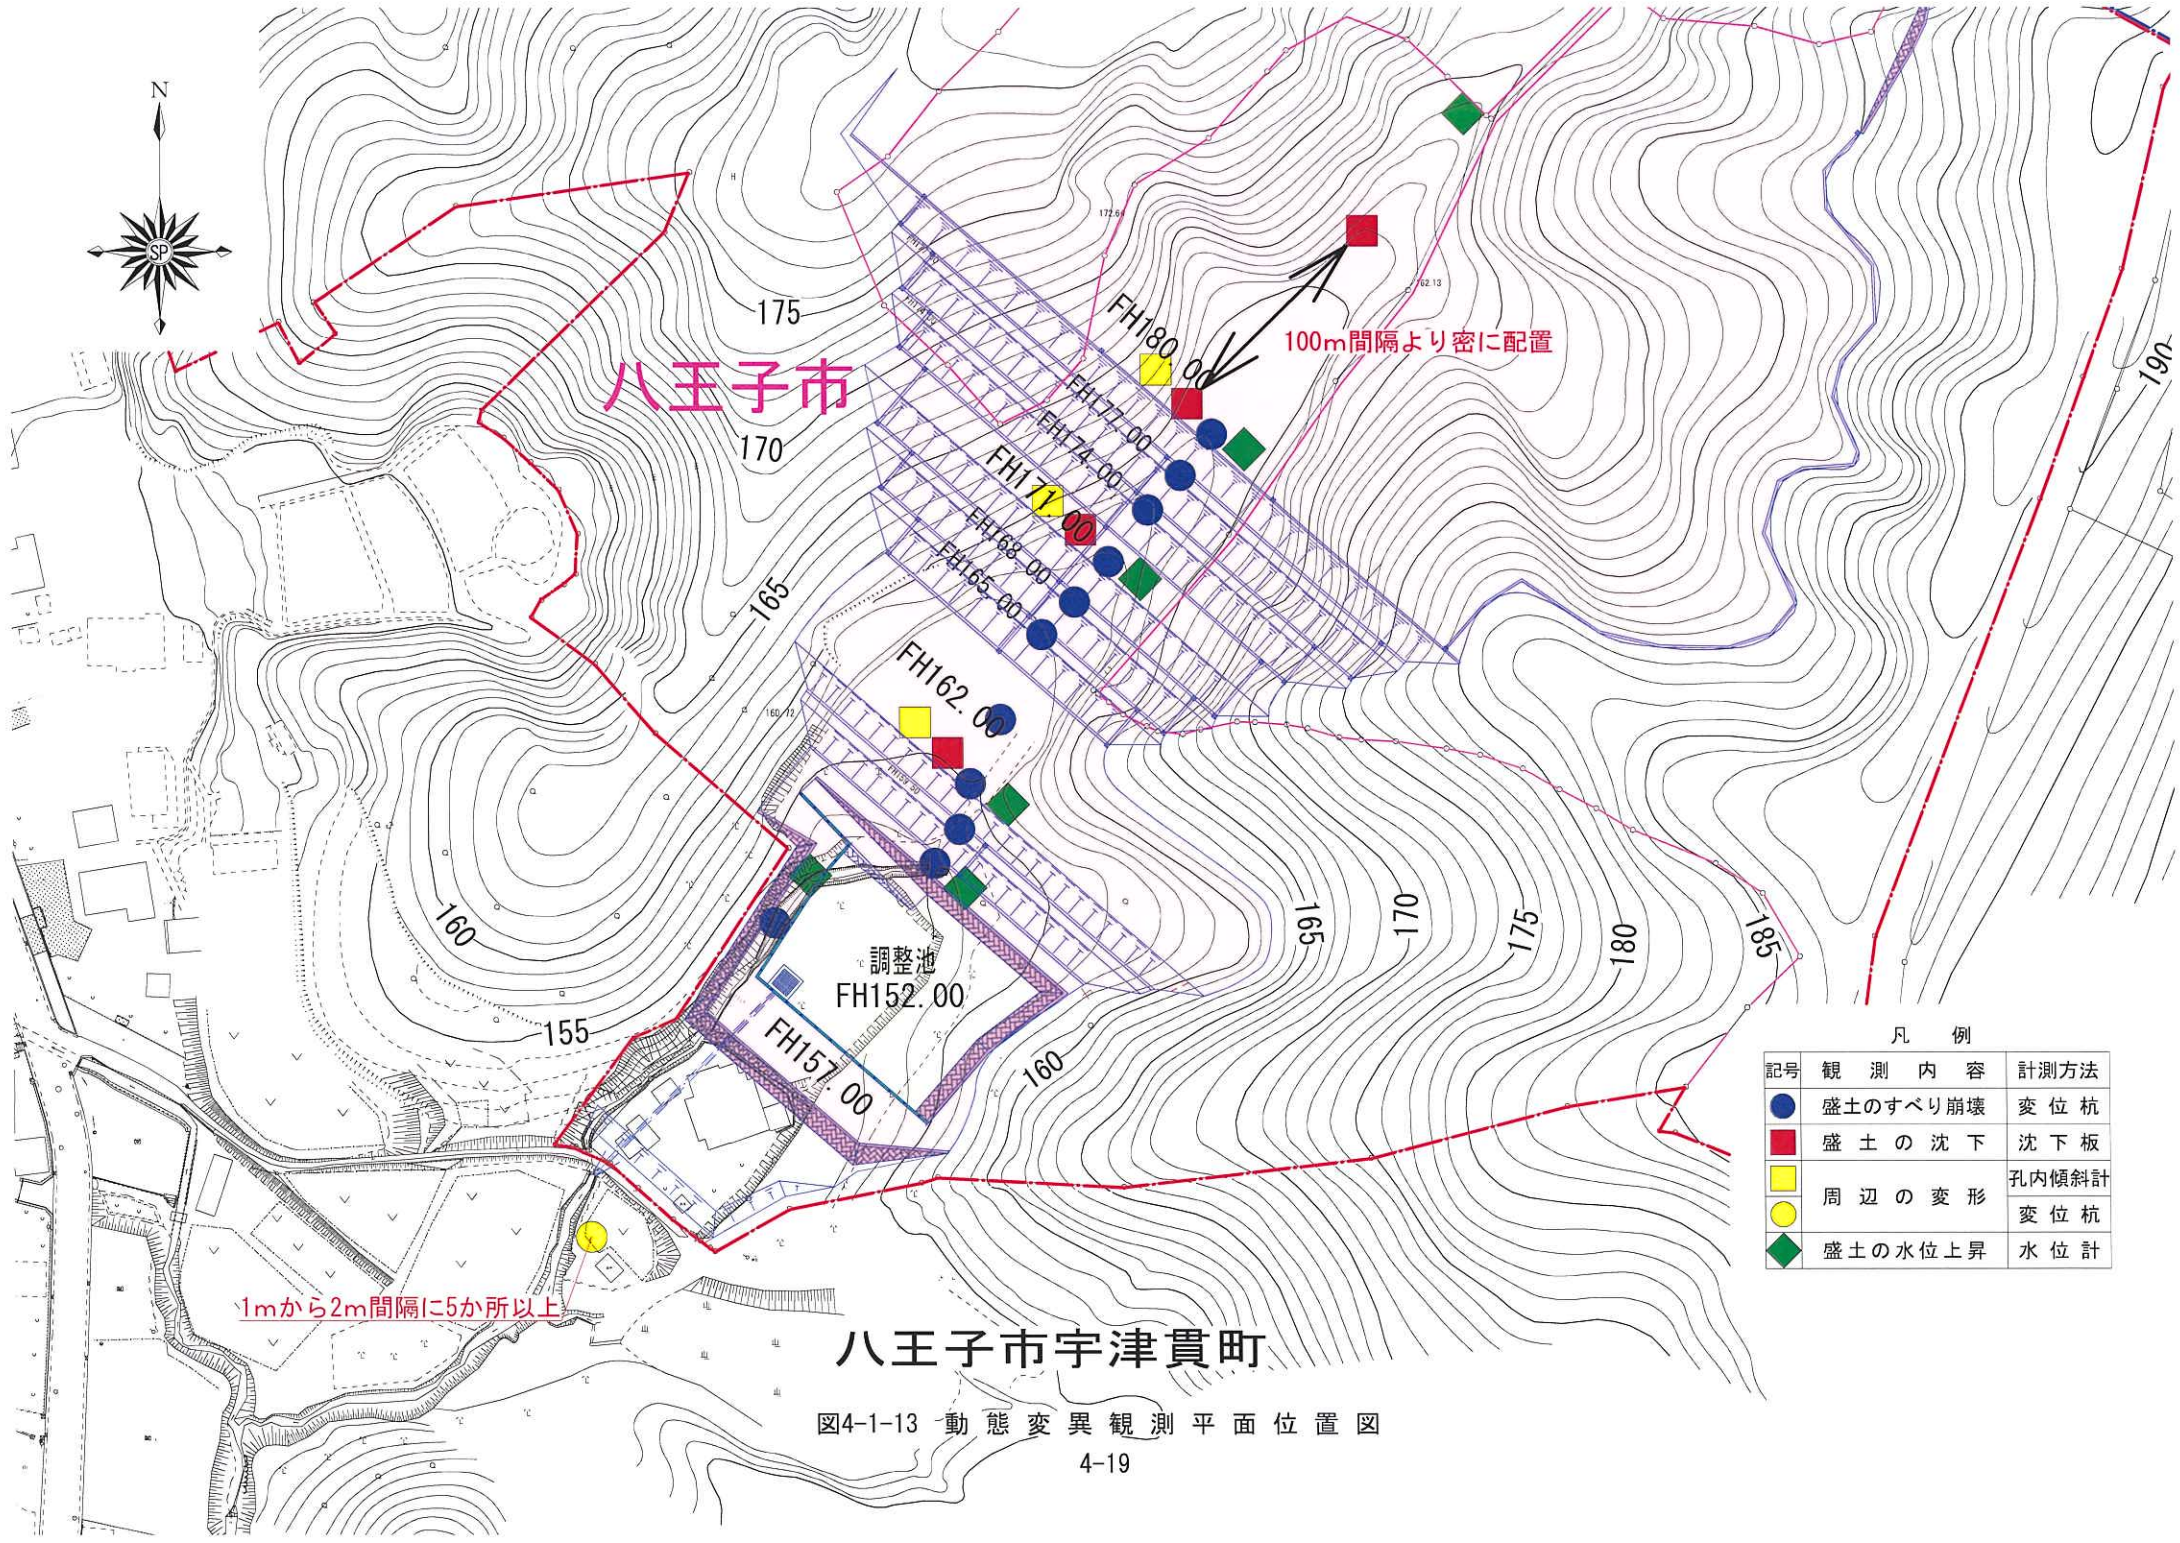 N
SP
175
172.64
162.13
190
FH180.00
100m間隔より密に配置
八王子市
FH177.00
170
FH174.00
FH171.00
FH168.00
FH165.00
165
FH162.00
160.72
160
165
170
175
180
185
調整池
FH152.00
155
FH157.00
160
凡 例
記号 観測内容 計測方法
盛土のすべり崩壊 変位杭
盛土の沈下 沈下板
周辺の変形 孔内傾斜計
変位杭
盛土の水位上昇 水位計
1mから2m間隔に5か所以上
八王子市宇津貫町
図4-1-13 動態変異観測平面位置図
4-19